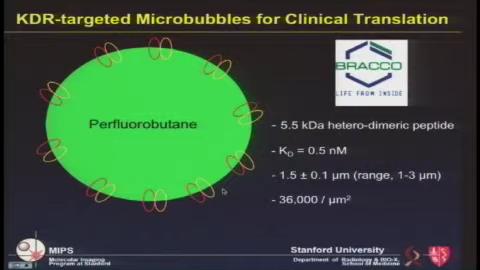 KDR-targeted Microbubbles for Clinical Translation
BRACCO
LIFE FROM INSIDE
Perfluorobutane
- 5.5 kDa hetero-dimeric peptide
- KD = 0.5 nM
- 1.5 ± 0.1 μm (range, 1-3 μm)
- 36,000 / μm²
MIPS
Molecular Imaging
Program at Stanford
Stanford University
Department of Radiology & BIO-X,
School of Medicine